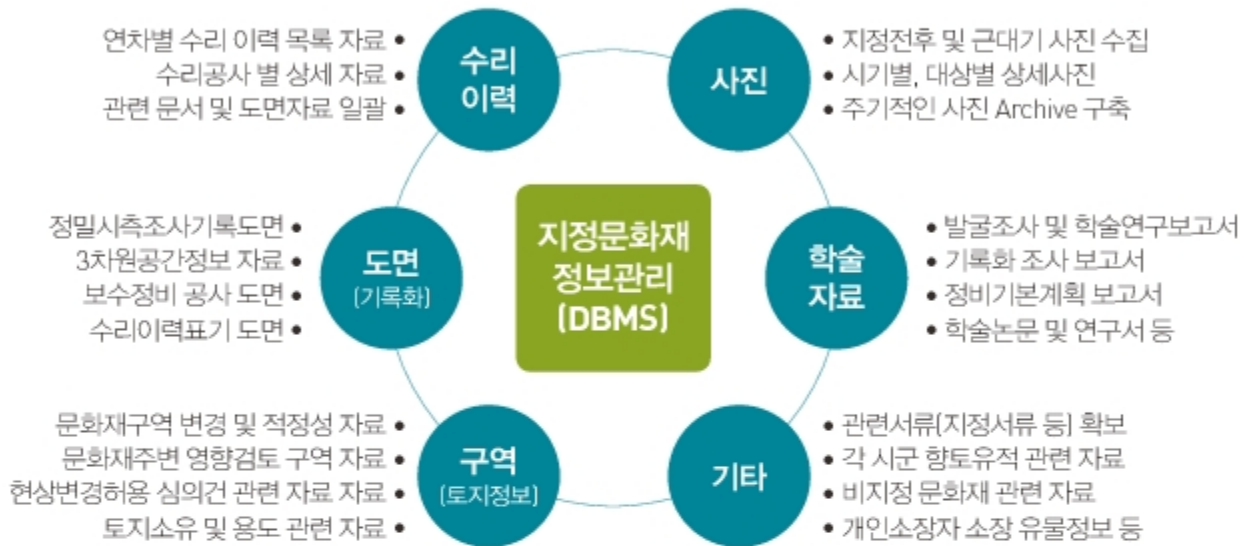 연차별 수리 이력 목록 자료 •
수리공사 별 상세 자료 •
관련 문서 및 도면자료 일괄 •
수리
이력
사진
• 지정전후 및 근대기 사진 수집
• 시기별, 대상별 상세사진
• 주기적인 사진 Archive 구축
정밀시측조사기록도면 •
3차원공간정보 자료 •
보수정비 공사 도면 •
수리이력표기 도면 •
도면
(기록화)
지정문화재
정보관리
(DBMS)
학술
자료
• 발굴조사 및 학술연구보고서
• 기록화 조사 보고서
• 정비기본계획 보고서
• 학술논문 및 연구서 등
문화재구역 변경 및 적정성 자료 •
문화재주변 영향검토 구역 자료 •
현상변경허용 심의건 관련 자료 자료 •
토지소유 및 용도 관련 자료 •
구역
(토지정보)
기타
• 관련서류(지정서류 등) 확보
• 각 시군 향토유적 관련 자료
• 비지정 문화재 관련 자료
• 개인소장자 소장 유물정보 등